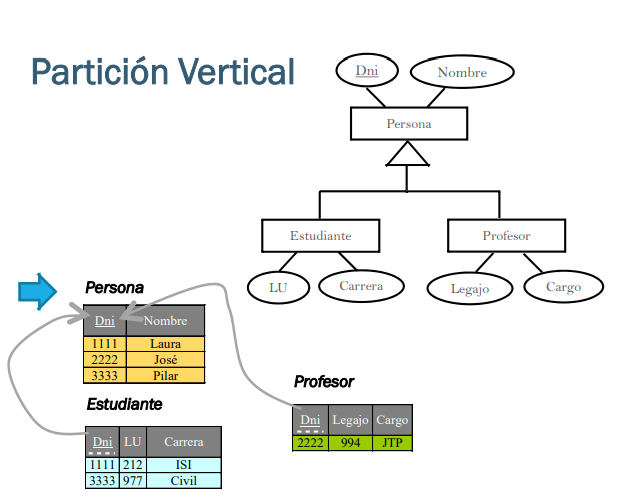 Partición Vertical
Dni
Nombre
Persona
Estudiante
Profesor
LU
Carrera
Legajo
Cargo
Persona
Dni Nombre
1111 Laura
2222 José
3333 Pilar
Estudiante
Dni LU Carrera
1111 212 ISI
3333 977 Civil
Profesor
Dni Legajo Cargo
2222 994 JTP